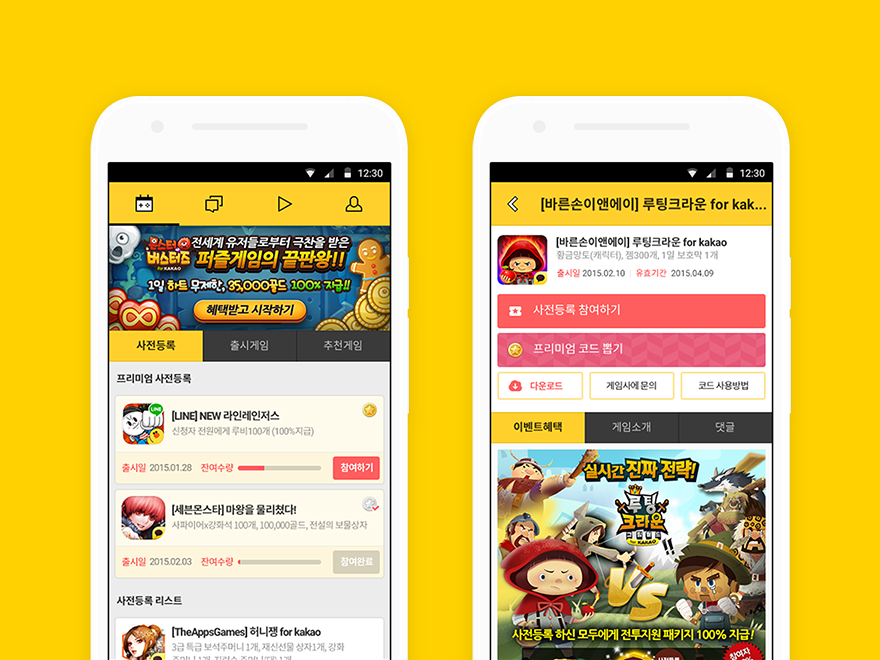 12:30
몬스터
버스터즈
for KAKAO
전세계 유저들로부터 극찬을 받은
퍼즐게임의 끝판왕!!
1일 하트 무제한, 35,000골드 100% 지급!!
혜택받고 시작하기
사전등록 출시게임 추천게임
프리미엄 사전등록
LINE
[LINE] NEW 라인레인저스
신청자 전원에게 루비100개 (100%지급)
출시일 2015.01.28 잔여수량 참여하기
[세븐몬스타] 마왕을 물리쳤다!
사파이어x강화석 100개, 100,000골드, 전설의 보물상자
출시일 2015.02.03 잔여수량 참여완료
사전등록 리스트
[TheAppsGames] 허니쟁 for kakao
3급 특급 보석주머니 1개, 재신선물 상자1개, 강화
12:30
[바른손이앤에이] 루팅크라운 for kak...
[바른손이앤에이] 루팅크라운 for kakao
황금망토(캐릭터), 젬300개, 1일 보호막 1개
출시일 2015.02.10 유효기간 2015.04.09
사전등록 참여하기
프리미엄 코드 뽑기
다운로드 게임사에 문의 코드 사용방법
이벤트혜택 게임소개 댓글
실시간 진짜 전략!
루팅
크라운
for KAKAO
VS
사전등록 하신 모두에게 전투지원 패키지 100% 지급!
참여자